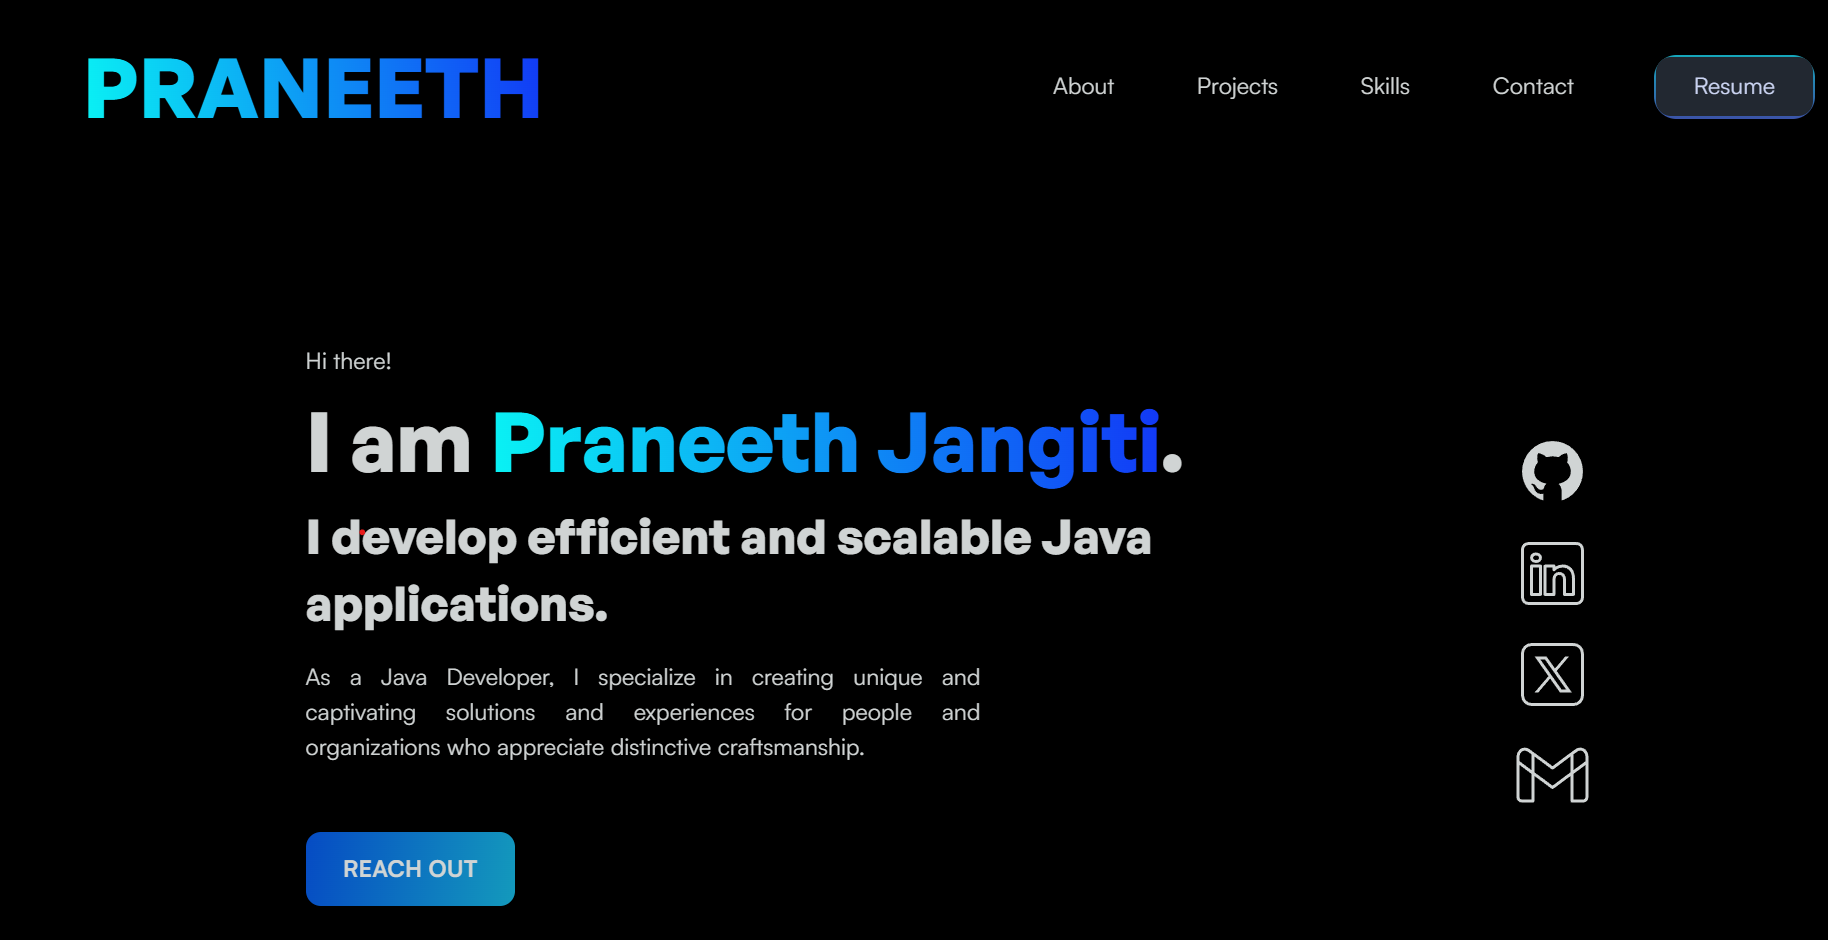 PRANEETH
About
Projects
Skills
Contact
Resume
Hi there!
I am Praneeth Jangiti.
I develop efficient and scalable Java
applications.
As a Java Developer, I specialize in creating unique and
captivating solutions and experiences for people and
organizations who appreciate distinctive craftsmanship.
in
X
M
REACH OUT